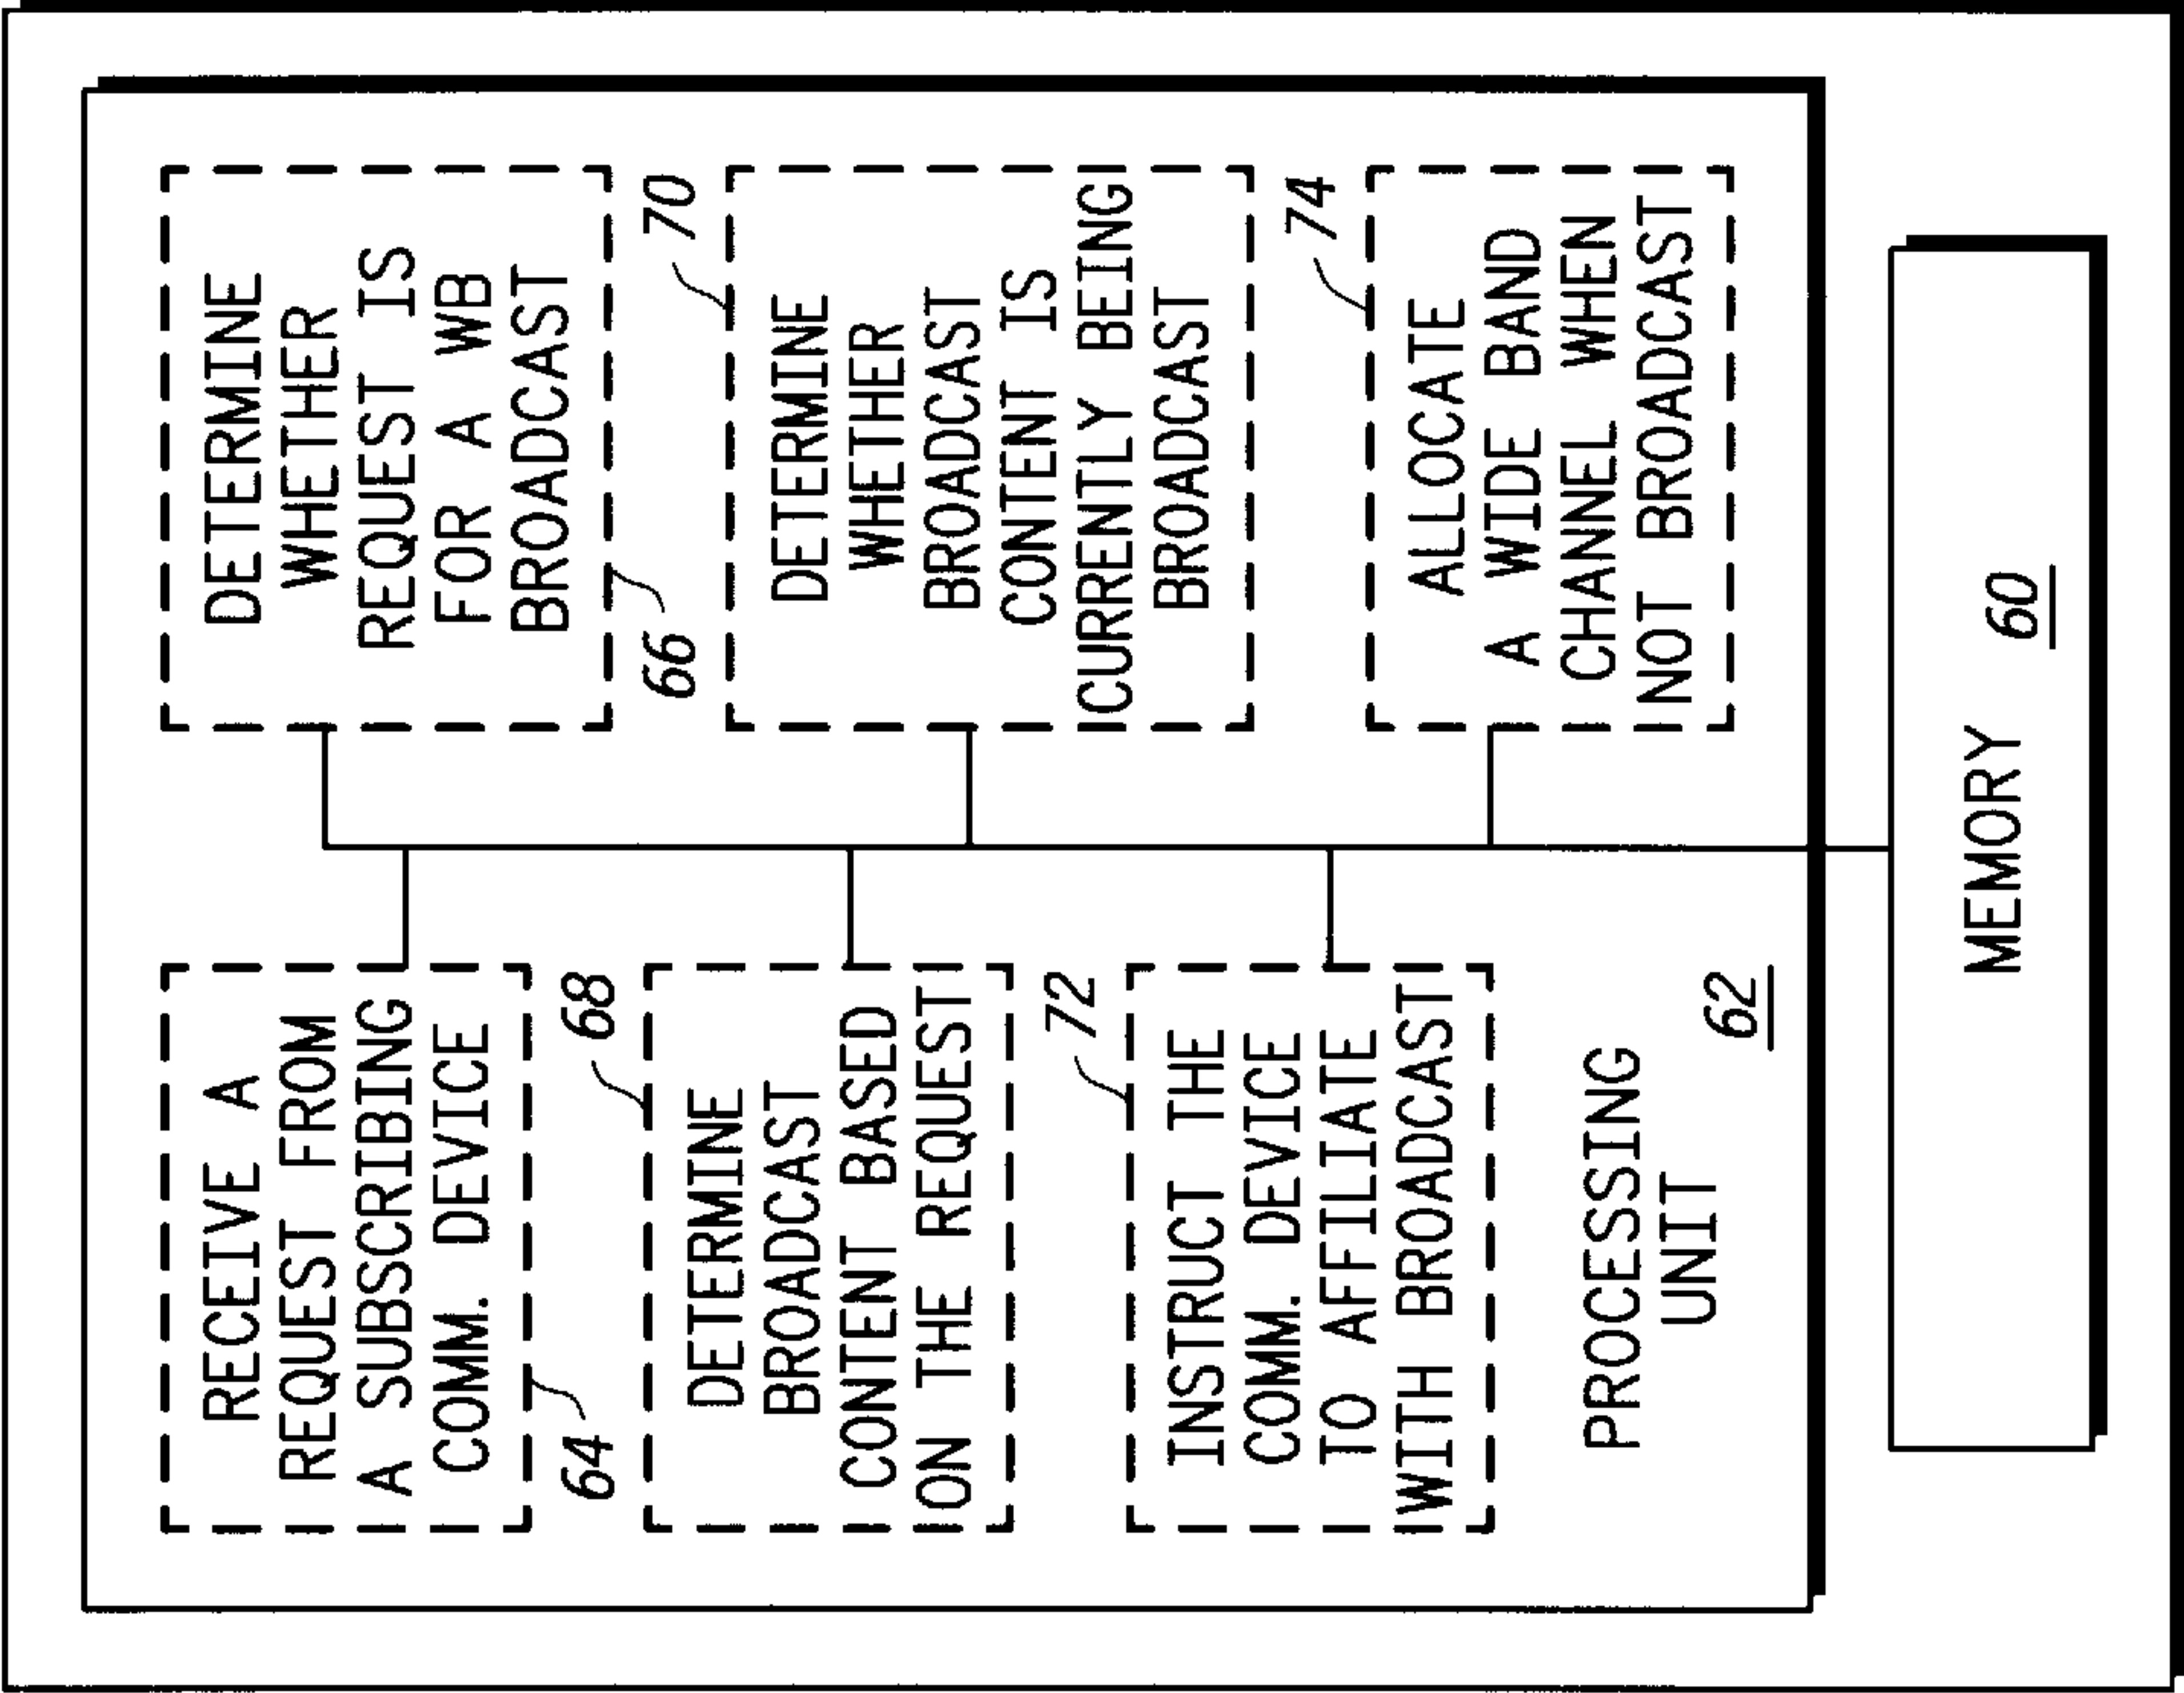 RECEIVE A
REQUEST FROM
A SUBSCRIBING
COMM. DEVICE
64
DETERMINE
WHETHER
REQUEST IS
FOR A WB
BROADCAST
66
68
DETERMINE
BROADCAST
CONTENT BASED
ON THE REQUEST
70
DETERMINE
WHETHER
BROADCAST
CONTENT IS
CURRENTLY BEING
BROADCAST
72
INSTRUCT THE
COMM. DEVICE
TO AFFILIATE
WITH BROADCAST
74
ALLOCATE
A WIDE BAND
CHANNEL WHEN
NOT BROADCAST
PROCESSING
UNIT
62
MEMORY 60